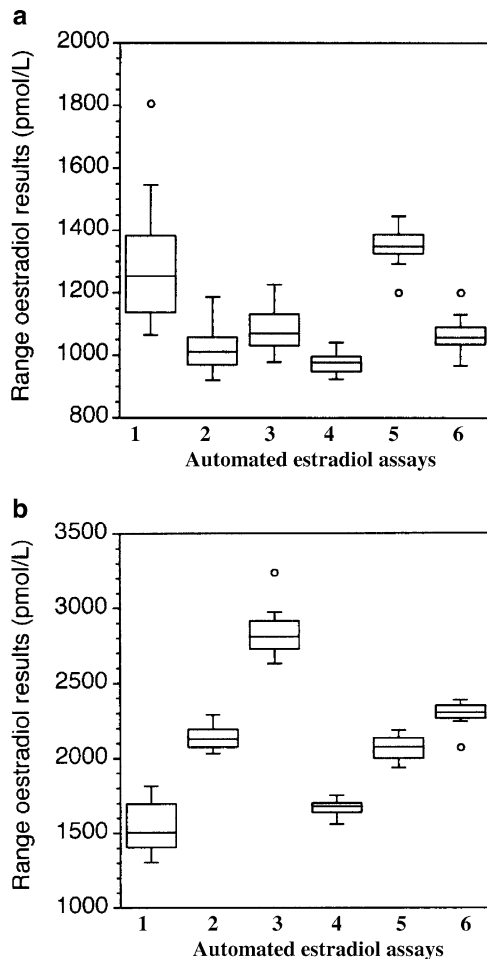 a
Range oestradiol results (pmol/L)
2000
1800
1600
1400
1200
1000
800
1 2 3 4 5 6
Automated estradiol assays
b
Range oestradiol results (pmol/L)
3500
3000
2500
2000
1500
1000
1 2 3 4 5 6
Automated estradiol assays